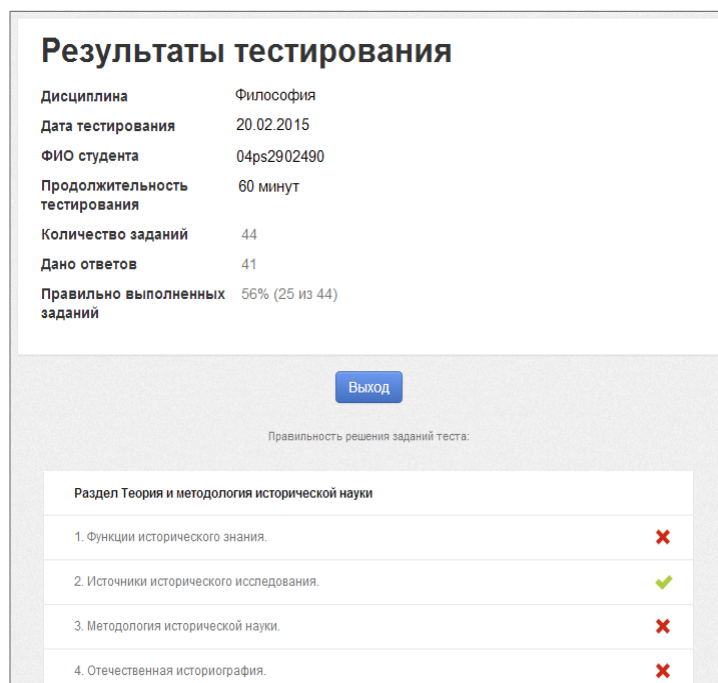 Результаты тестирования
Дисциплина Философия
Дата тестирования 20.02.2015
ФИО студента 04ps2902490
Продолжительность 60 минут
тестирования
Количество заданий 44
Дано ответов 41
Правильно выполненных 56% (25 из 44)
заданий
Выход
Правильность решения заданий теста:
Раздел Теория и методология исторической науки
1. Функции исторического знания.
2. Источники исторического исследования.
3. Методология исторической науки.
4. Отечественная историография.